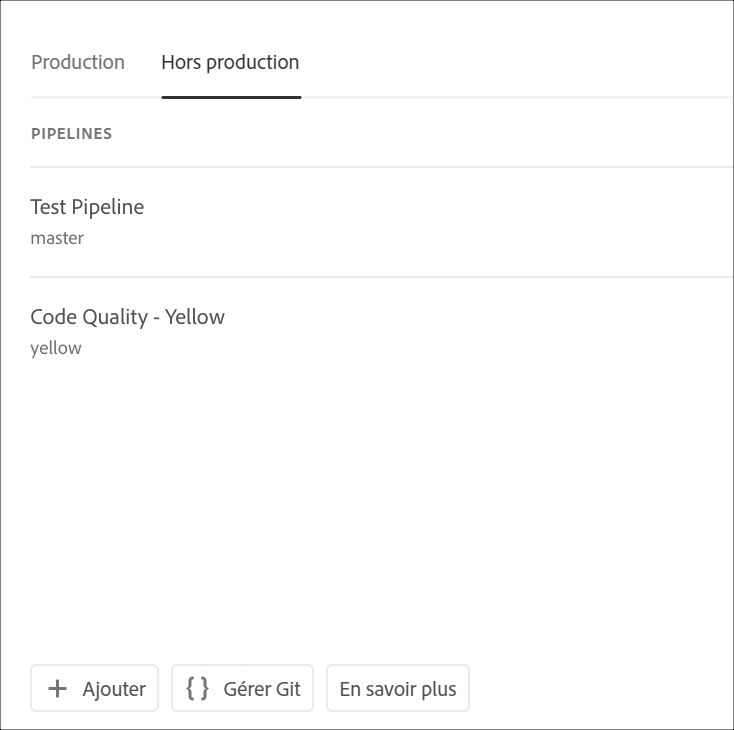 Production Hors production
PIPELINES
Test Pipeline
master
Code Quality - Yellow
yellow
Ajouter { } Gérer Git En savoir plus